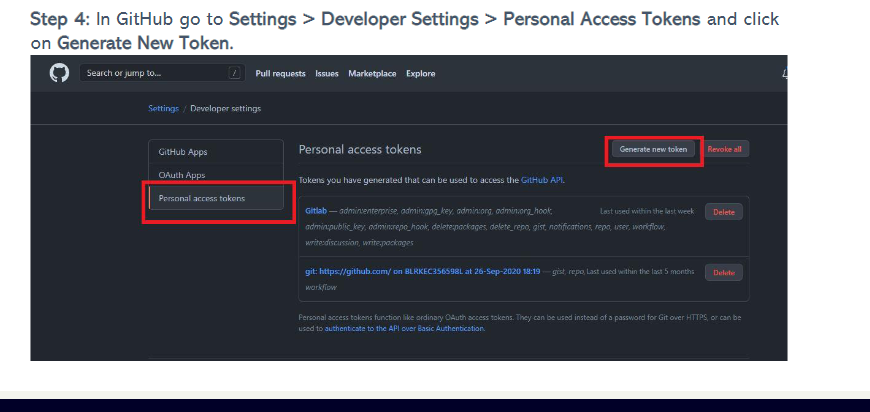 Step 4: In GitHub go to Settings > Developer Settings > Personal Access Tokens and click
on Generate New Token.
Search or jump to... /
Pull requests Issues Marketplace Explore
Settings / Developer settings
GitHub Apps
OAuth Apps
Personal access tokens
Personal access tokens
Generate new token
Revoke all
Tokens you have generated that can be used to access the GitHub API.
Gitlab — admin:enterprise, admin:gpg_key, admin:org, admin:org_hook,
admin:public_key, admin:repo_hook, delete:packages, delete_repo, gist, notifications, repo, user, workflow,
write:discussion, write:packages
Last used within the last week
Delete
git: https://github.com/ on BLRKEC356598L at 26-Sep-2020 18:19 — gist, repo,
workflow
Last used within the last 5 months
Delete
Personal access tokens function like ordinary OAuth access tokens. They can be used instead of a password for Git over HTTPS, or can be
used to authenticate to the API over Basic Authentication.